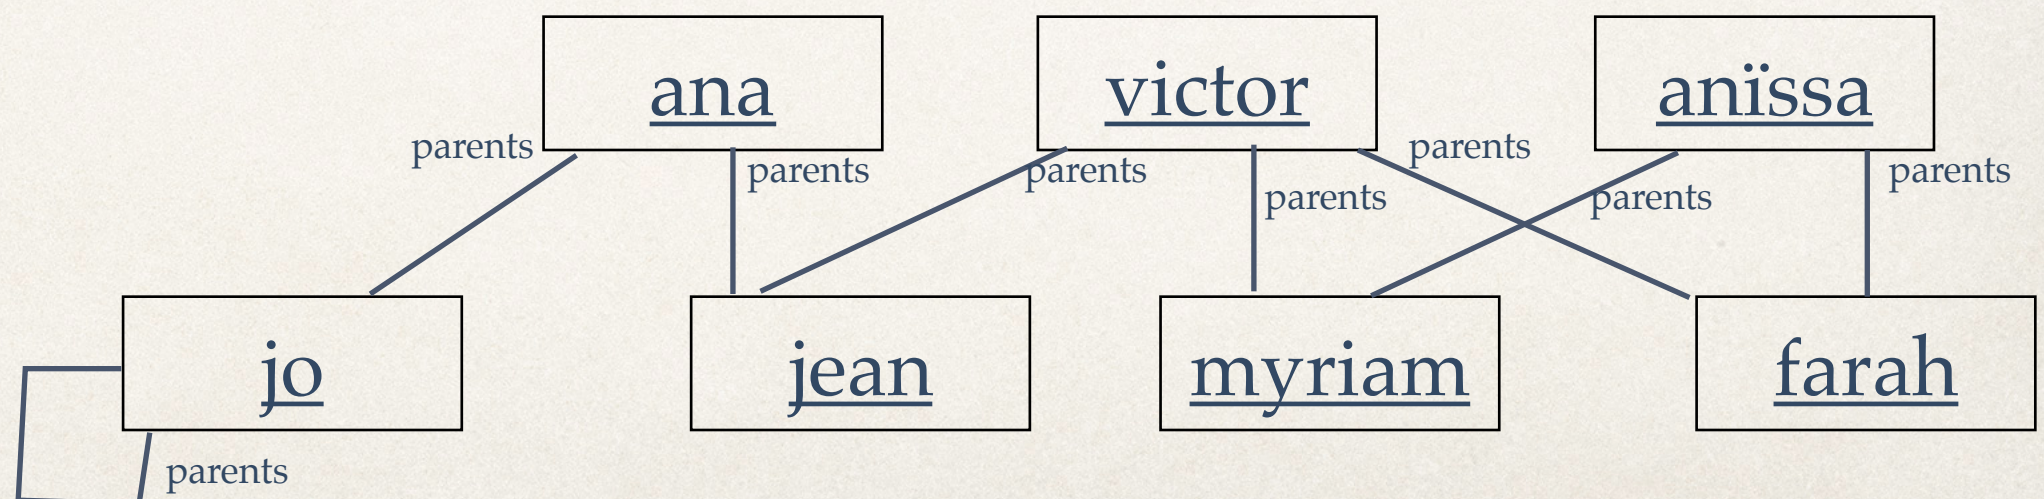 ana
victor
anïssa
parents
parents
parents
parents
parents
parents
parents
jo
jean
myriam
farah
parents